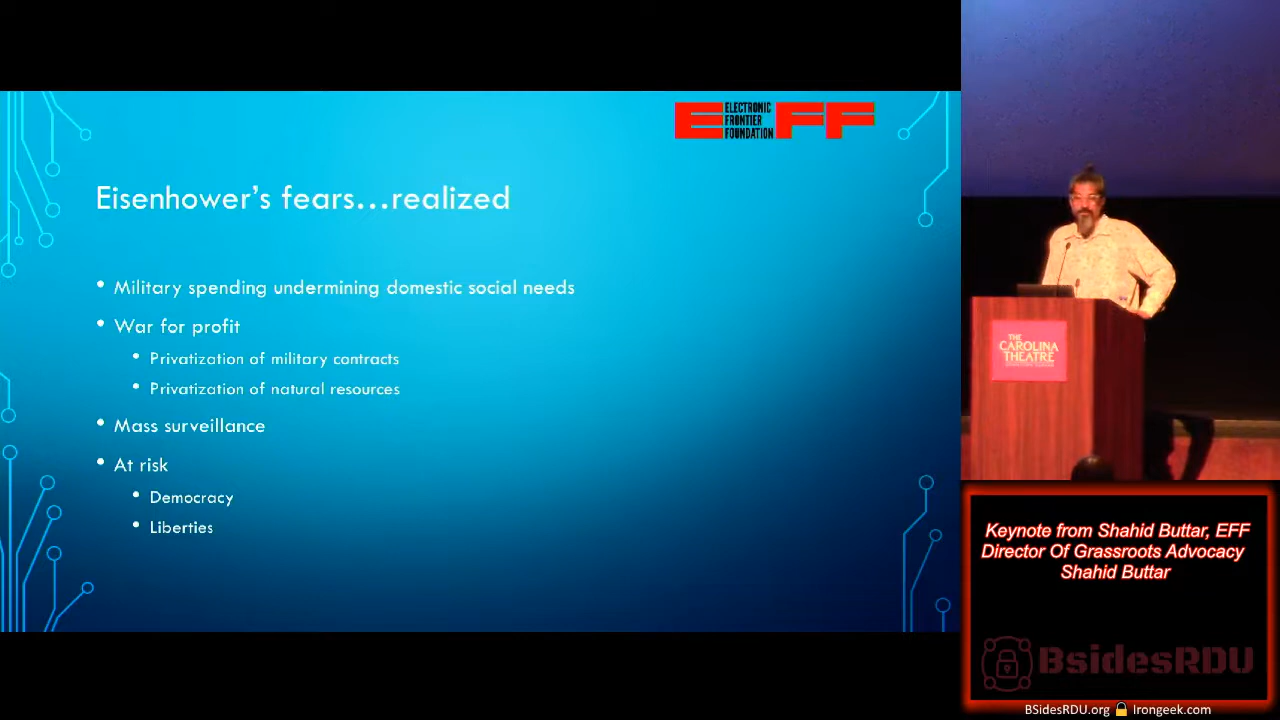 EFF
ELECTRONIC
FRONTIER
FOUNDATION
Eisenhower's fears...realized
• Military spending undermining domestic social needs
• War for profit
• Privatization of military contracts
• Privatization of natural resources
• Mass surveillance
• At risk
• Democracy
• Liberties
THE
CAROLINA
THEATRE
Keynote from Shahid Buttar, EFF
Director Of Grassroots Advocacy
Shahid Buttar
BsidesRDU
BSidesRDU.org Irongeek.com